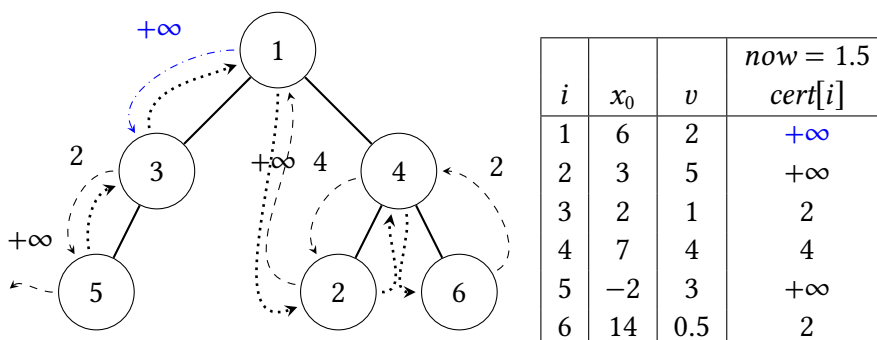 +∞
1
2
3
+∞ 4
4
2
+∞
5
2
6
now = 1.5
i x₀ v cert[i]
1 6 2 +∞
2 3 5 +∞
3 2 1 2
4 7 4 4
5 −2 3 +∞
6 14 0.5 2